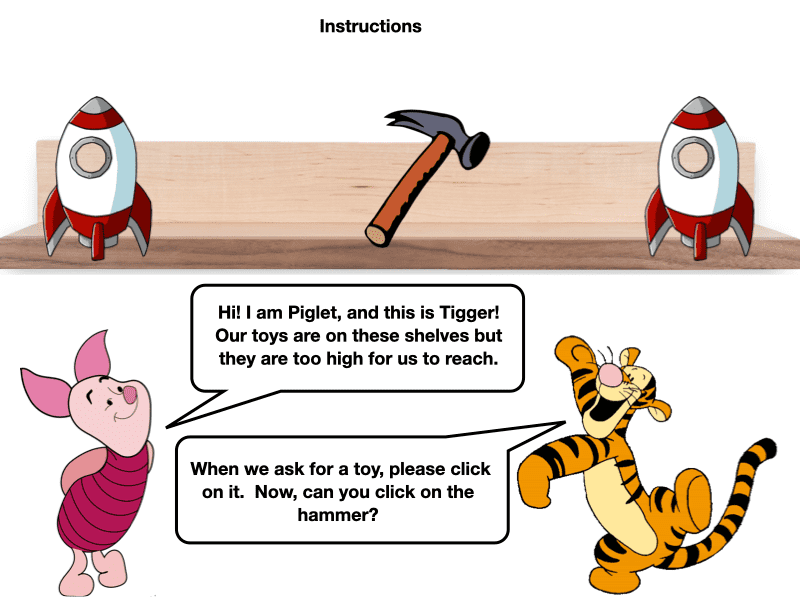 Instructions
Hi! I am Piglet, and this is Tigger!
Our toys are on these shelves but
they are too high for us to reach.
When we ask for a toy, please click
on it.  Now, can you click on the
hammer?